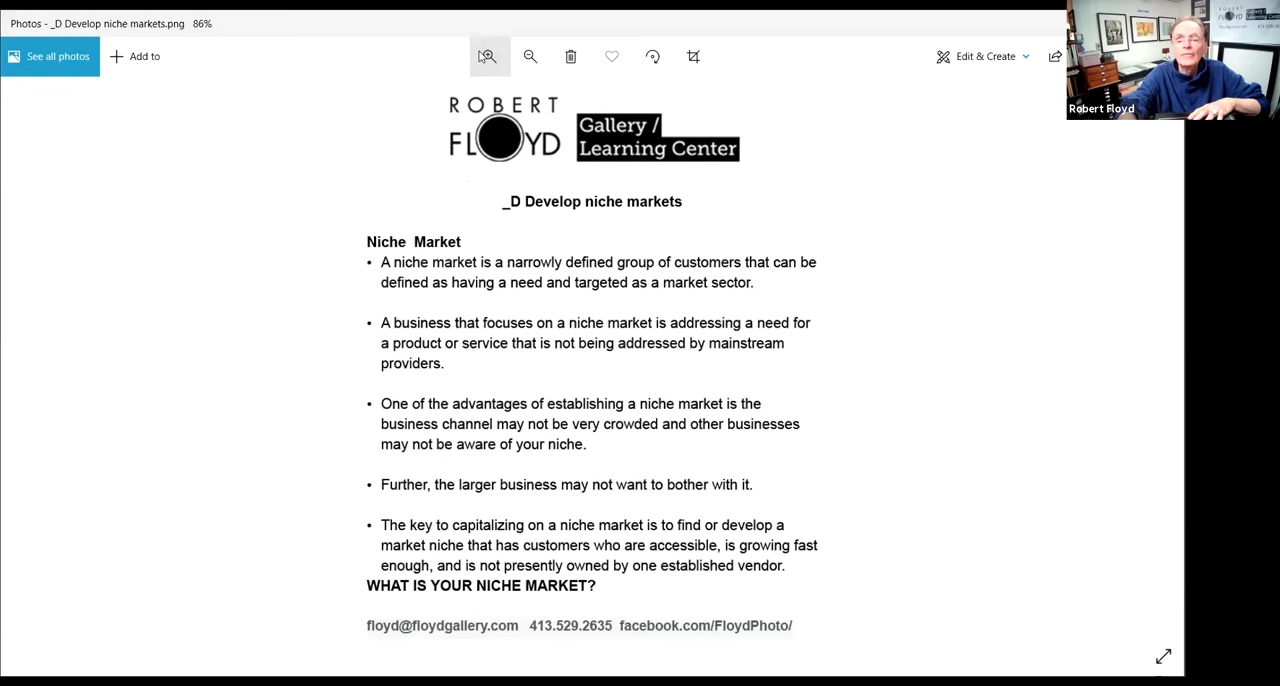 Photos - _D Develop niche markets.png 86%
See all photos
Add to
Edit & Create
Robert Floyd
ROBERT
FLOYD
Gallery /
Learning Center
_D Develop niche markets
Niche Market
• A niche market is a narrowly defined group of customers that can be
defined as having a need and targeted as a market sector.
• A business that focuses on a niche market is addressing a need for
a product or service that is not being addressed by mainstream
providers.
• One of the advantages of establishing a niche market is the
business channel may not be very crowded and other businesses
may not be aware of your niche.
• Further, the larger business may not want to bother with it.
• The key to capitalizing on a niche market is to find or develop a
market niche that has customers who are accessible, is growing fast
enough, and is not presently owned by one established vendor.
WHAT IS YOUR NICHE MARKET?
floyd@floydgallery.com 413.529.2635 facebook.com/FloydPhoto/